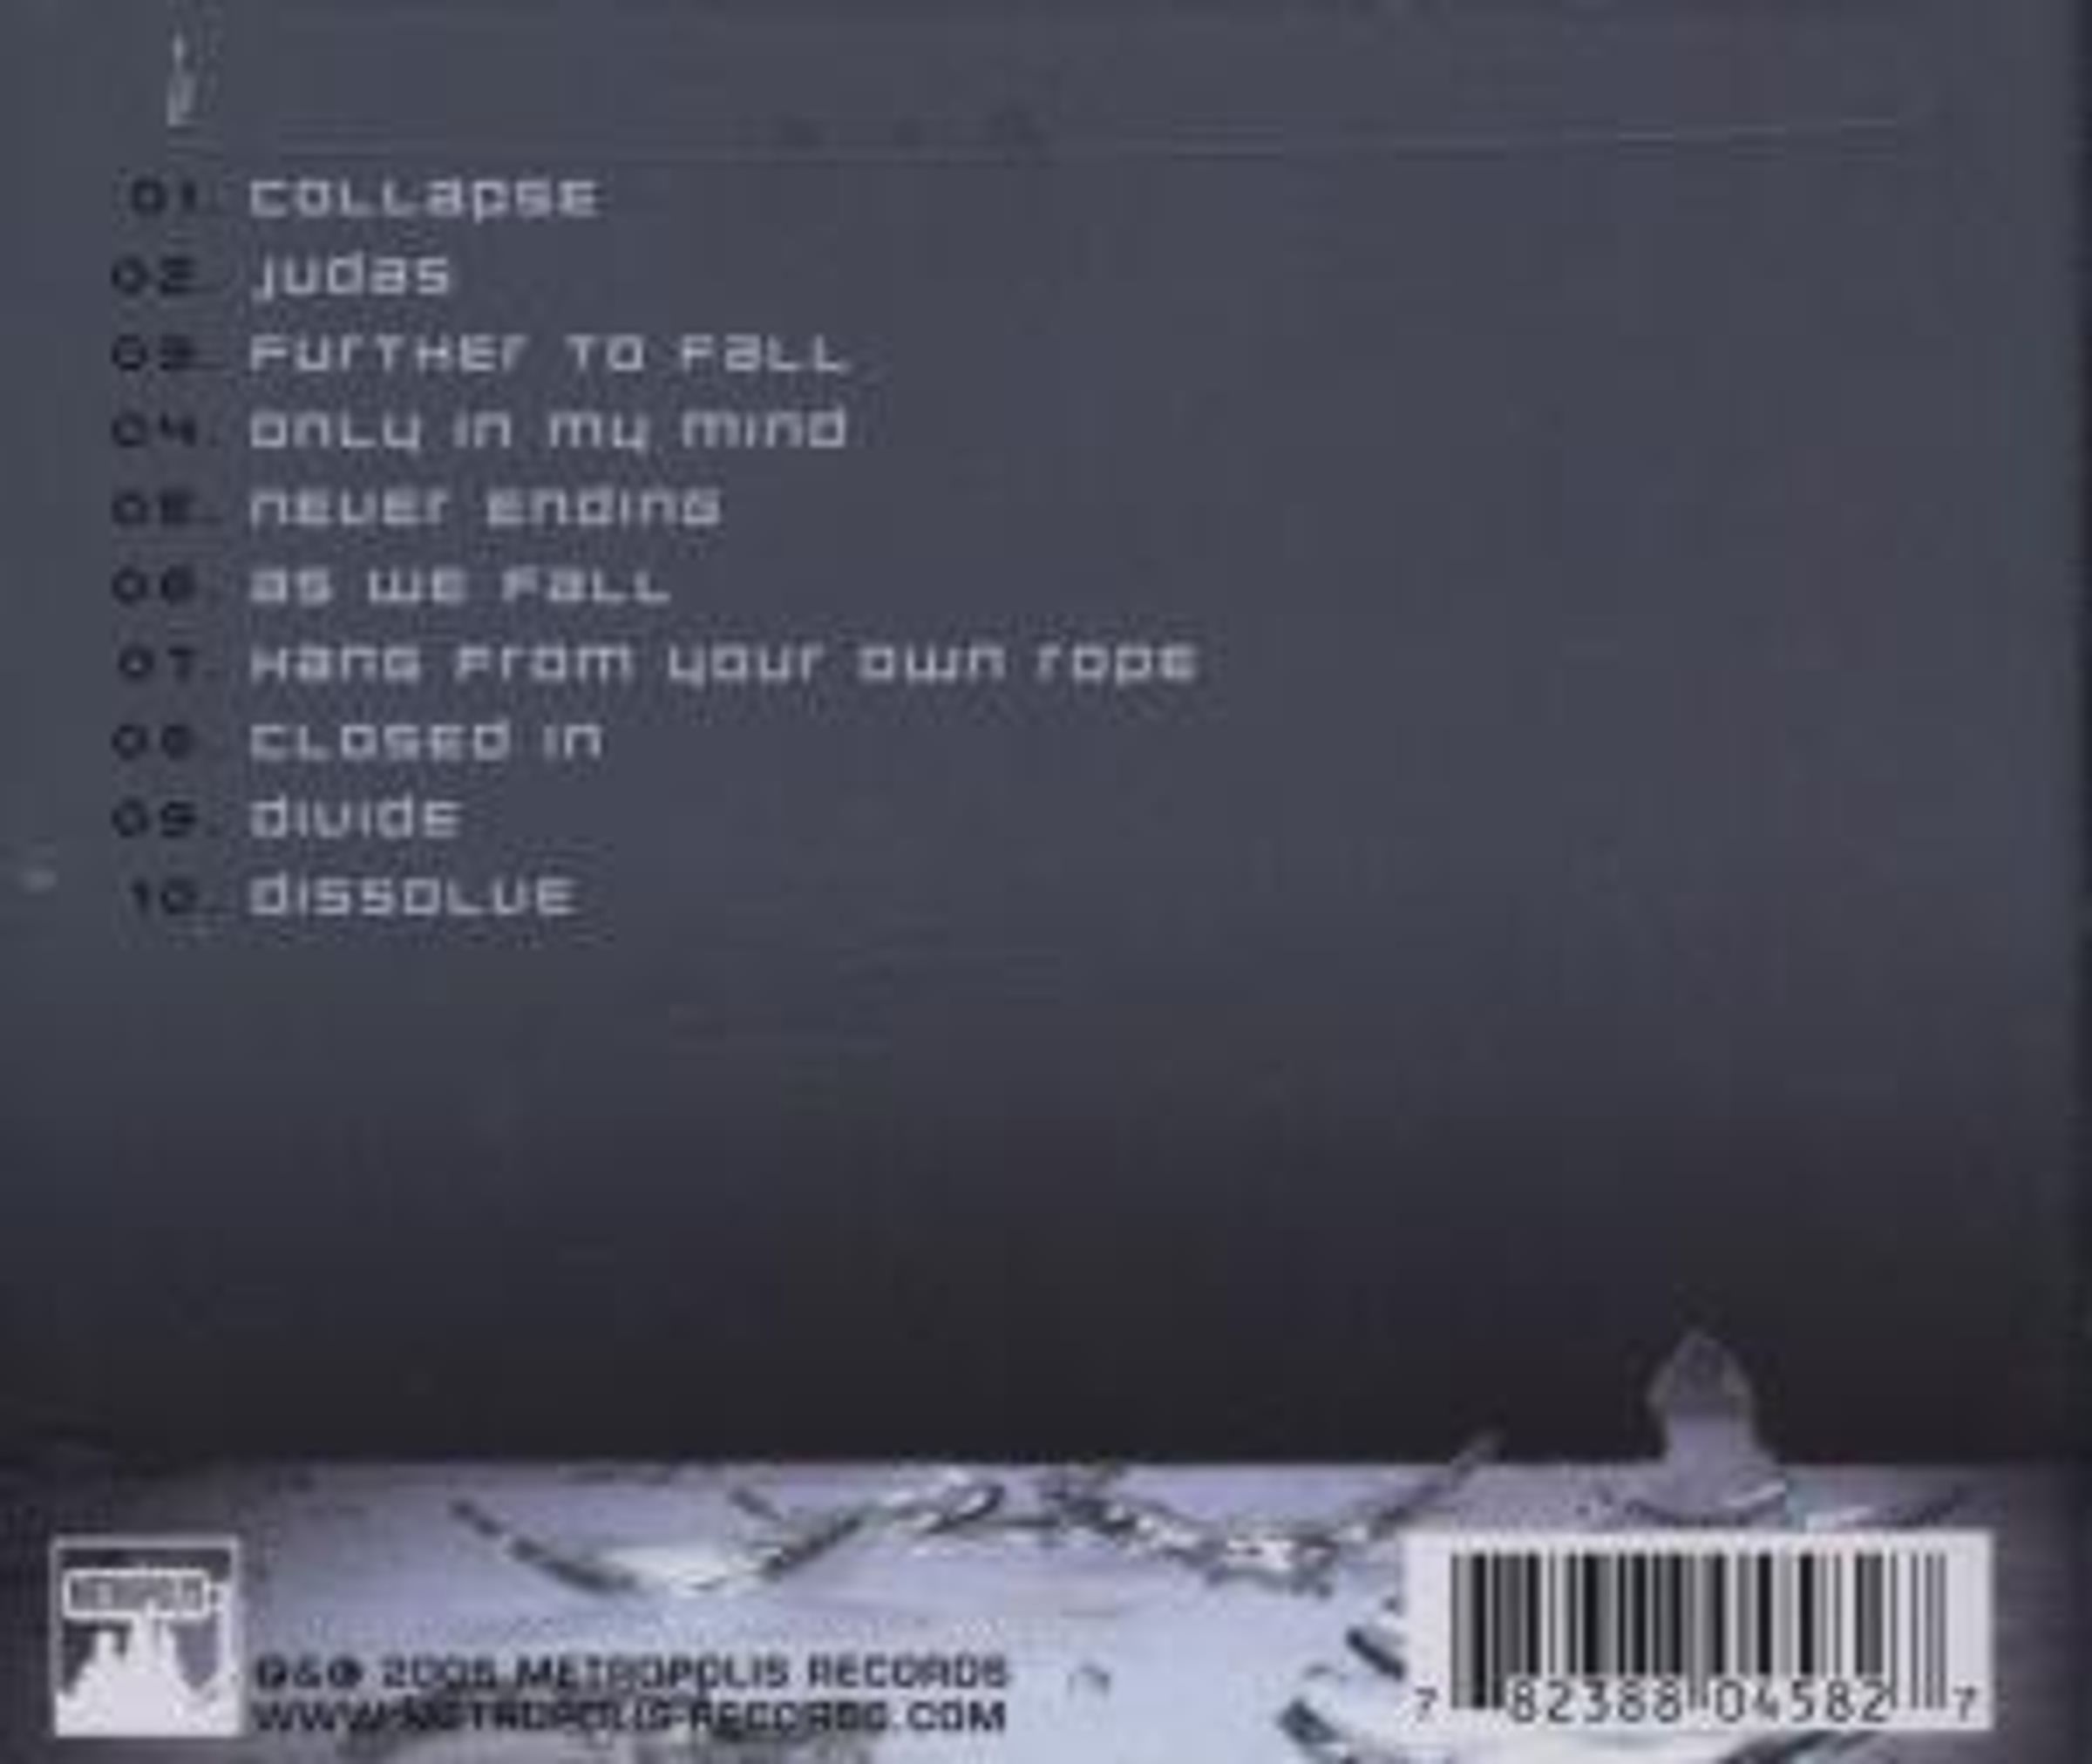 01. Collapse
02. Judas
03. Further To Fall
04. Only In My Mind
05. Never Ending
06. As We Fall
07. Hang From Your Own Rope
08. Closed In
09. Divide
10. Dissolve
METROPOLIS
℗&© METROPOLIS RECORDS
WWW.METROPOLIS-RECORDS.COM
7 82388 04582 7